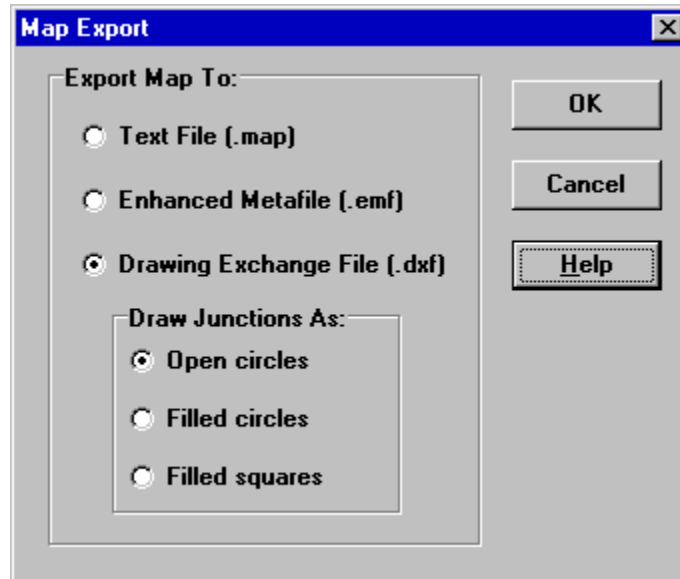 Map Export
Export Map To:
Text File (.map)
Enhanced Metafile (.emf)
Drawing Exchange File (.dxf)
Draw Junctions As:
Open circles
Filled circles
Filled squares
OK
Cancel
Help